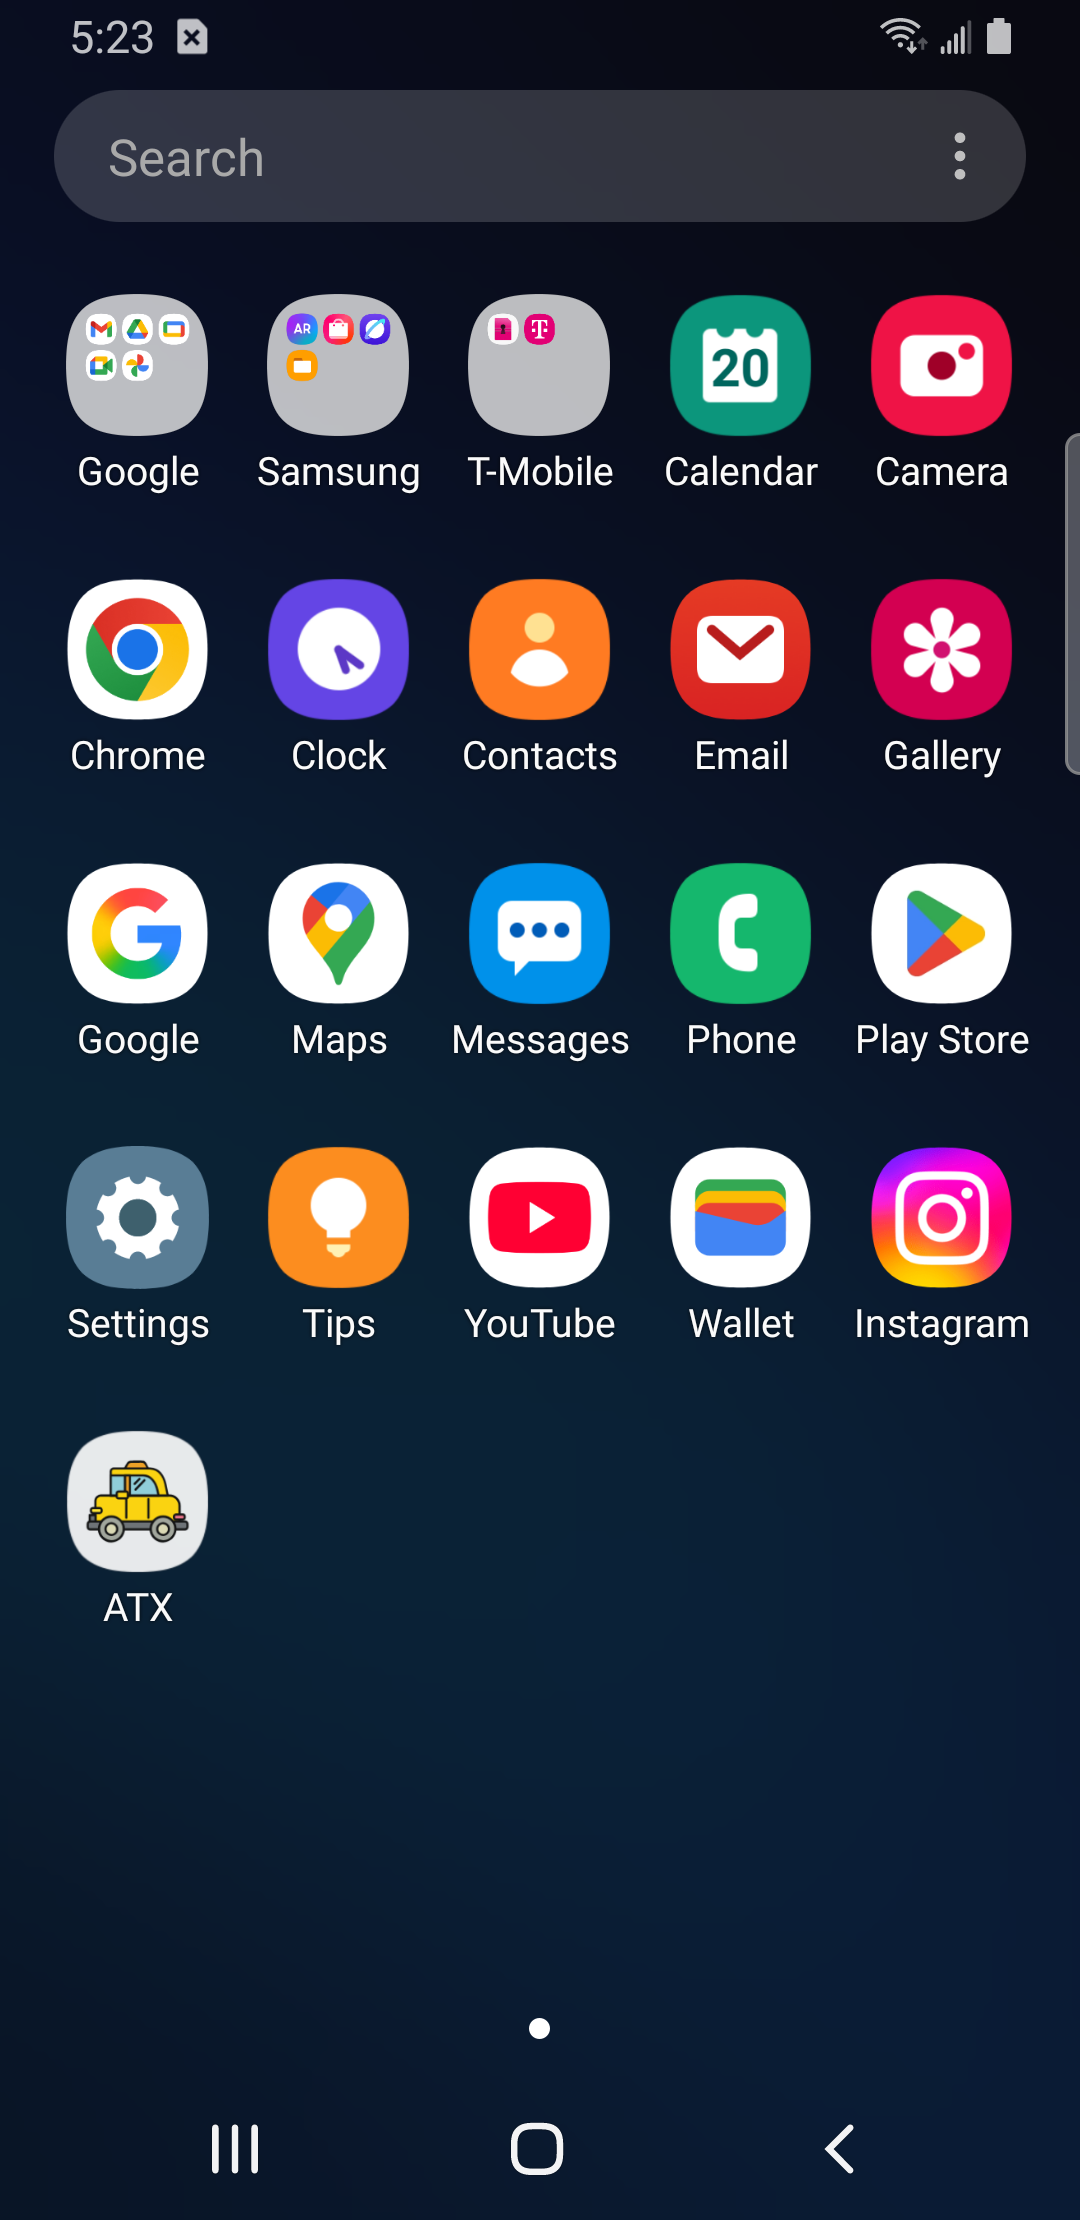 5:23
Search
AR
T
20
Google Samsung T-Mobile Calendar Camera
Chrome Clock Contacts Email Gallery
G
Google Maps Messages Phone Play Store
Settings Tips YouTube Wallet Instagram
ATX